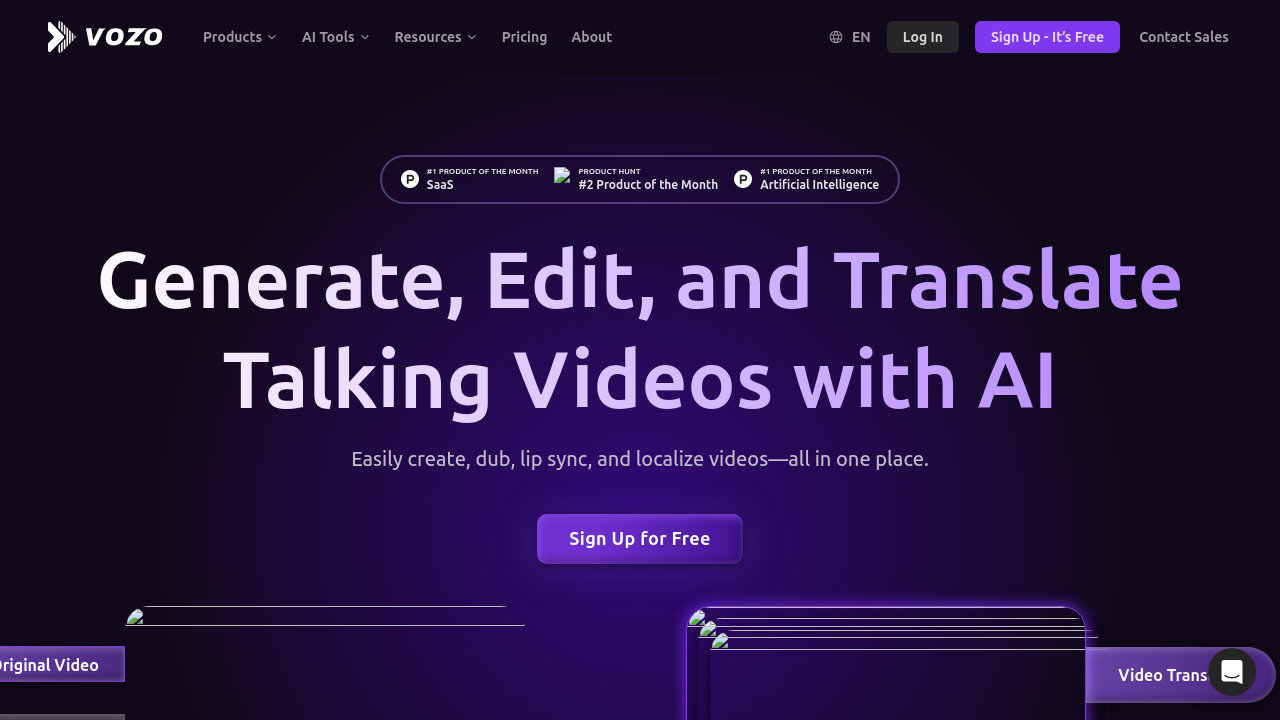 VOZO
Products
AI Tools
Resources
Pricing
About
EN
Log In
Sign Up - It's Free
Contact Sales
#1 PRODUCT OF THE MONTH
SaaS
PRODUCT HUNT
#2 Product of the Month
#1 PRODUCT OF THE MONTH
Artificial Intelligence
Generate, Edit, and Translate
Talking Videos with AI
Easily create, dub, lip sync, and localize videos—all in one place.
Sign Up for Free
Original Video
Video Trans